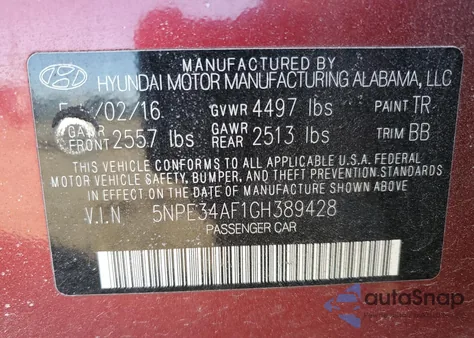 MANUFACTURED BY
HYUNDAI MOTOR MANUFACTURING ALABAMA, LLC
/02/16 GVWR 4497 lbs PAINT TR
GAWR FRONT 2557 lbs GAWR REAR 2513 lbs TRIM BB
THIS VEHICLE CONFORMS TO ALL APPLICABLE U.S.A. FEDERAL
MOTOR VEHICLE SAFETY, BUMPER, AND THEFT PREVENTION STANDARDS
IN EFFECT ON THE DATE OF MANUFACTURE SHOWN ABOVE.
V.I.N 5NPE34AF1GH389428
PASSENGER CAR
autoSnap